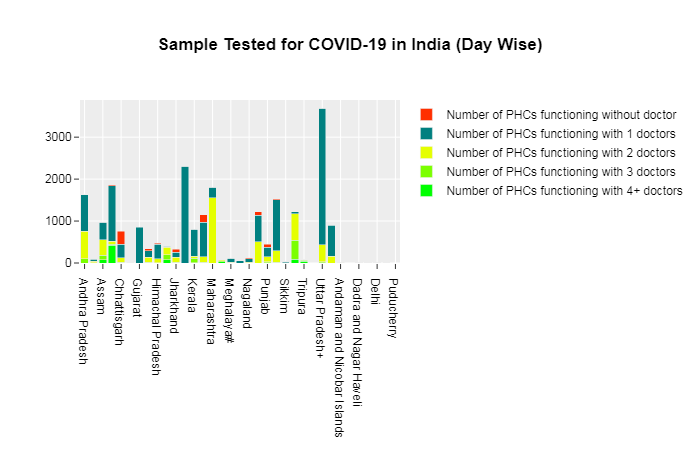 Sample Tested for COVID-19 in India (Day Wise)
Number of PHCs functioning without doctor
Number of PHCs functioning with 1 doctors
Number of PHCs functioning with 2 doctors
Number of PHCs functioning with 3 doctors
Number of PHCs functioning with 4+ doctors
3000
2000
1000
0
Andhra Pradesh
Assam
Chhattisgarh
Gujarat
Himachal Pradesh
Jharkhand
Kerala
Maharashtra
Meghalaya#
Nagaland
Punjab
Sikkim
Tripura
Uttar Pradesh+
Andaman and Nicobar Islands
Dadra and Nagar Haveli
Delhi
Puducherry